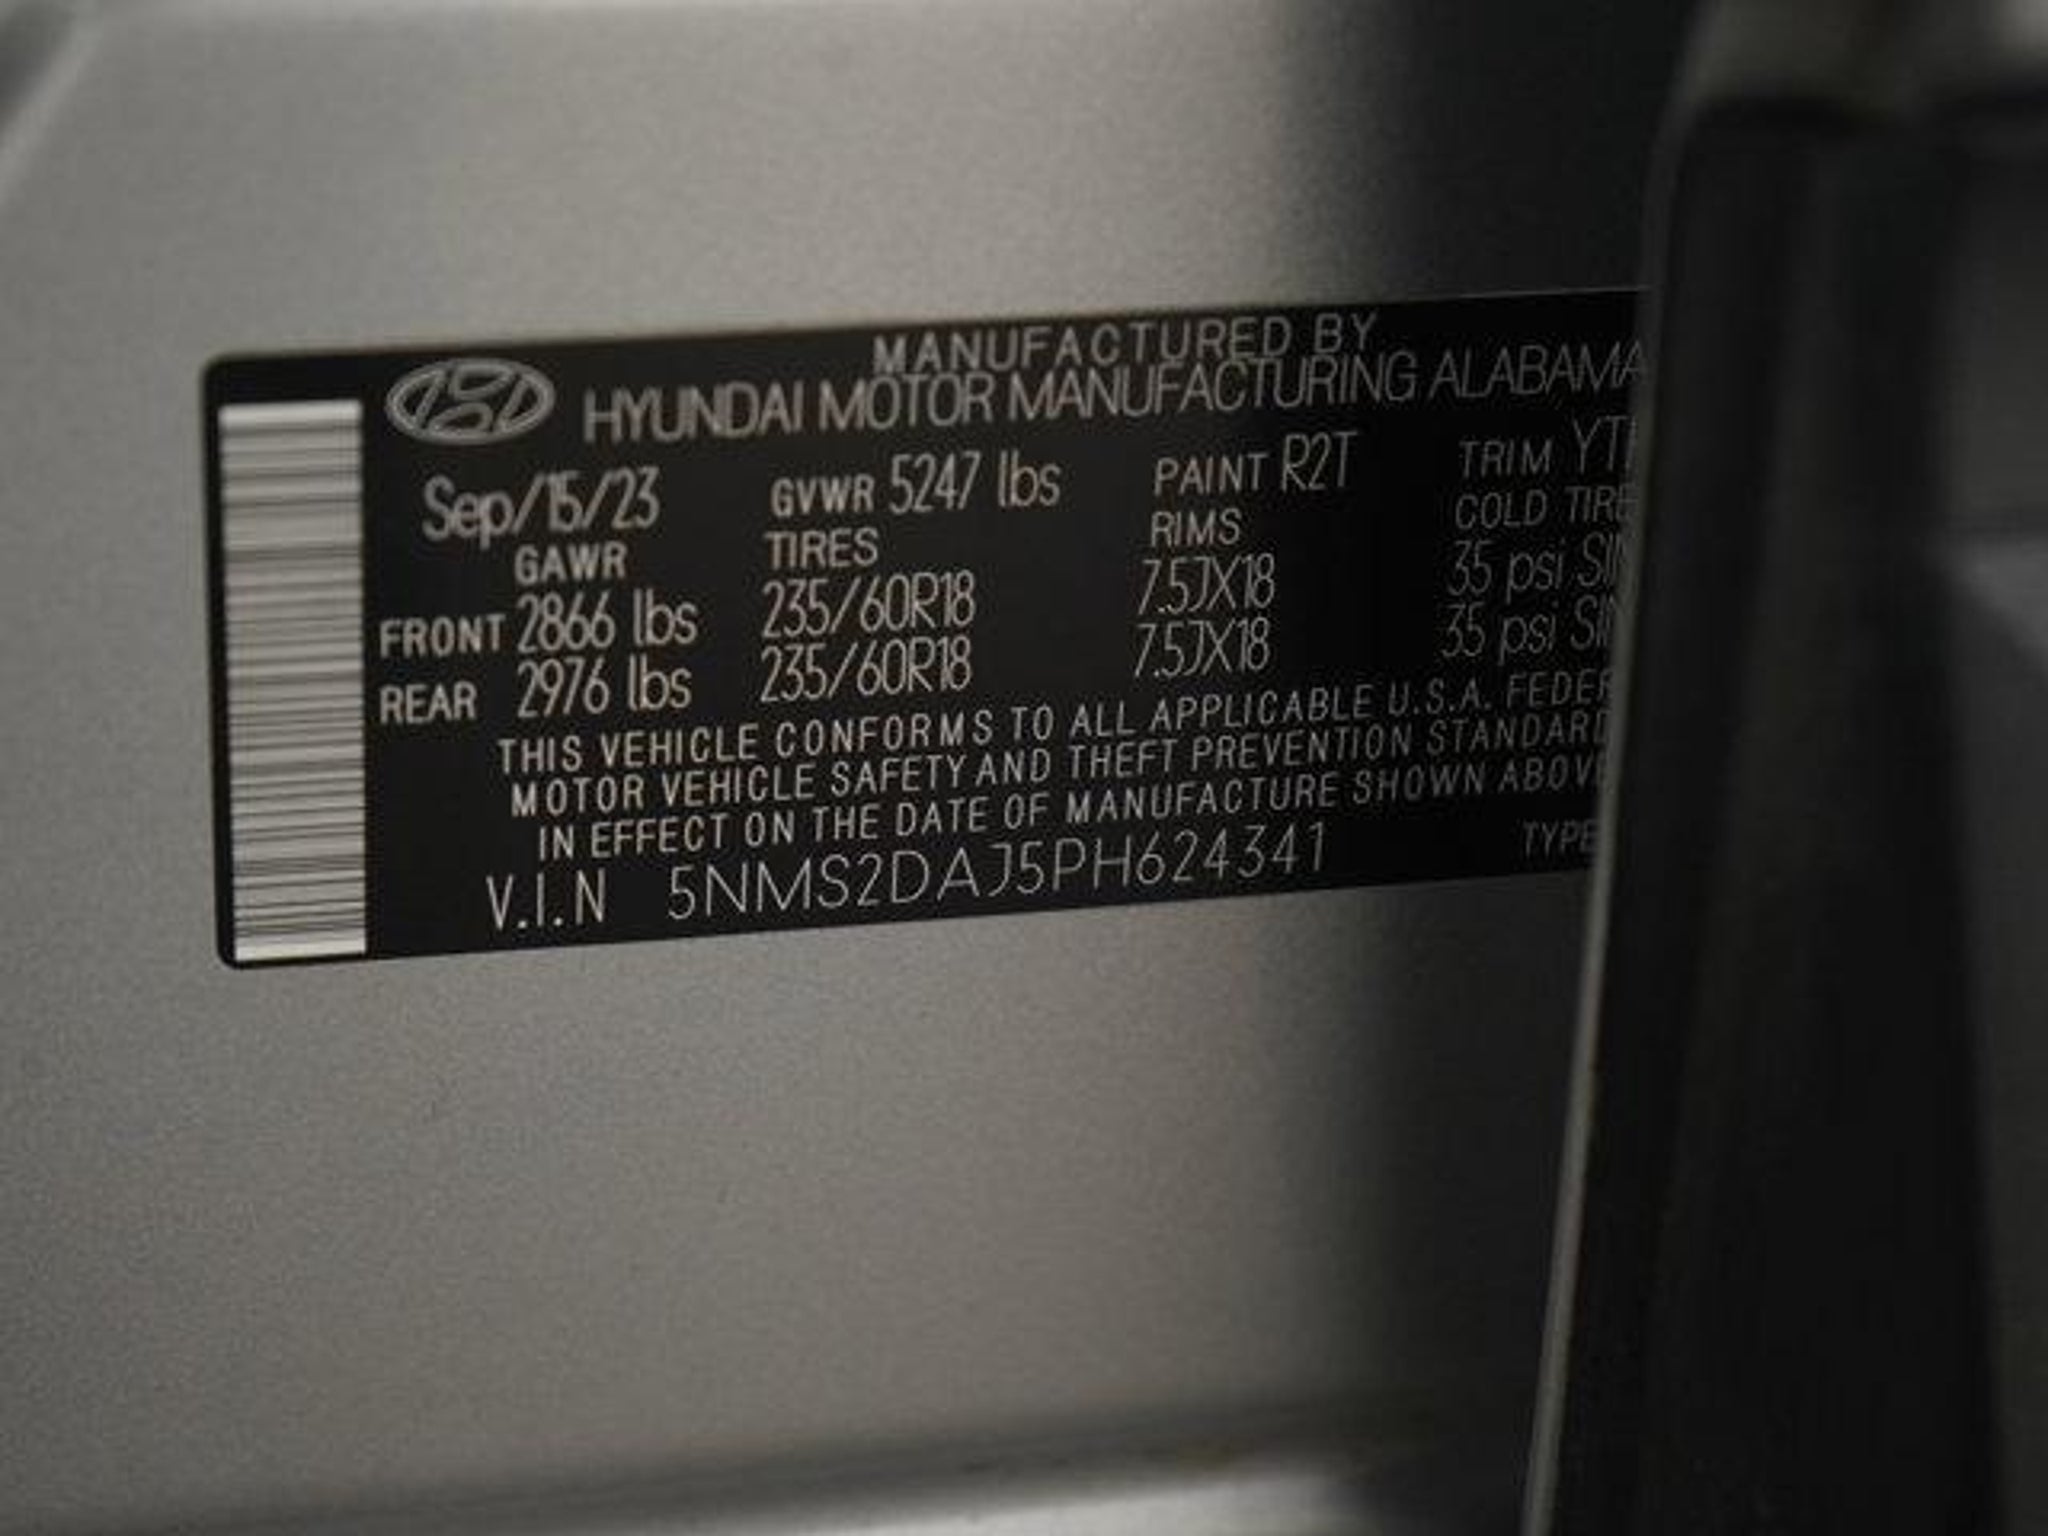 MANUFACTURED BY
HYUNDAI MOTOR MANUFACTURING ALABAMA
Sep/15/23 GVWR 5247 lbs PAINT R2T TRIM
GAWR TIRES RIMS COLD
FRONT 2866 lbs 235/60R18 7.5JX18 35 psi
REAR 2976 lbs 235/60R18 7.5JX18 35 psi
THIS VEHICLE CONFORMS TO ALL APPLICABLE U.S.A.
MOTOR VEHICLE SAFETY AND THEFT PREVENTION
IN EFFECT ON THE DATE OF MANUFACTURE SHOWN
V.I.N 5NMS2DAJ5PH624341 TYPE